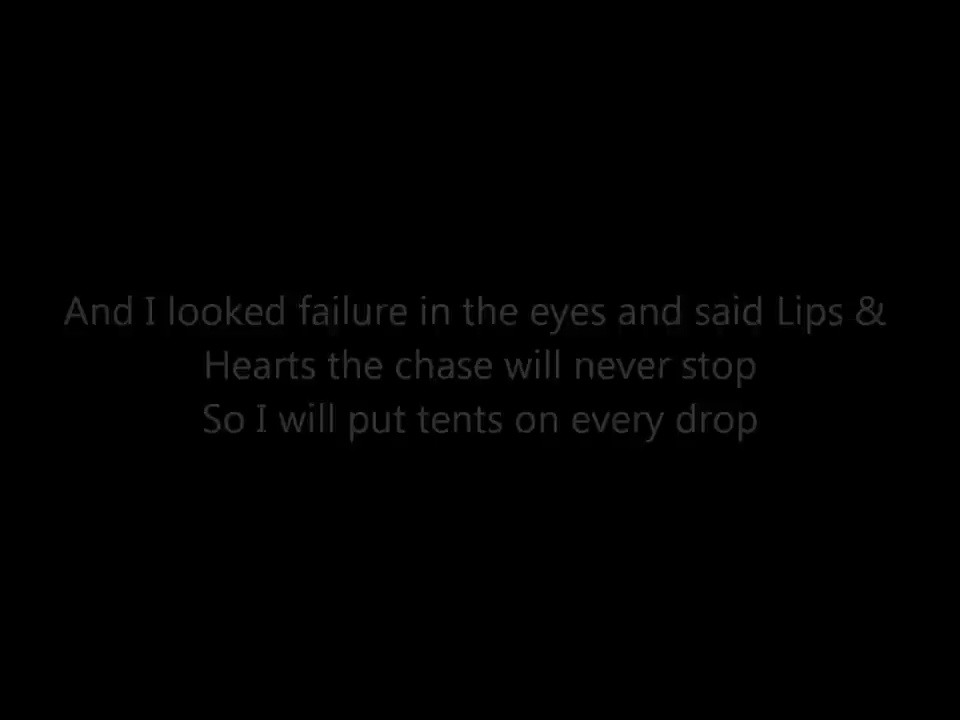 And I looked failure in the eyes and said Lips &
Hearts the chase will never stop
So I will put tents on every drop